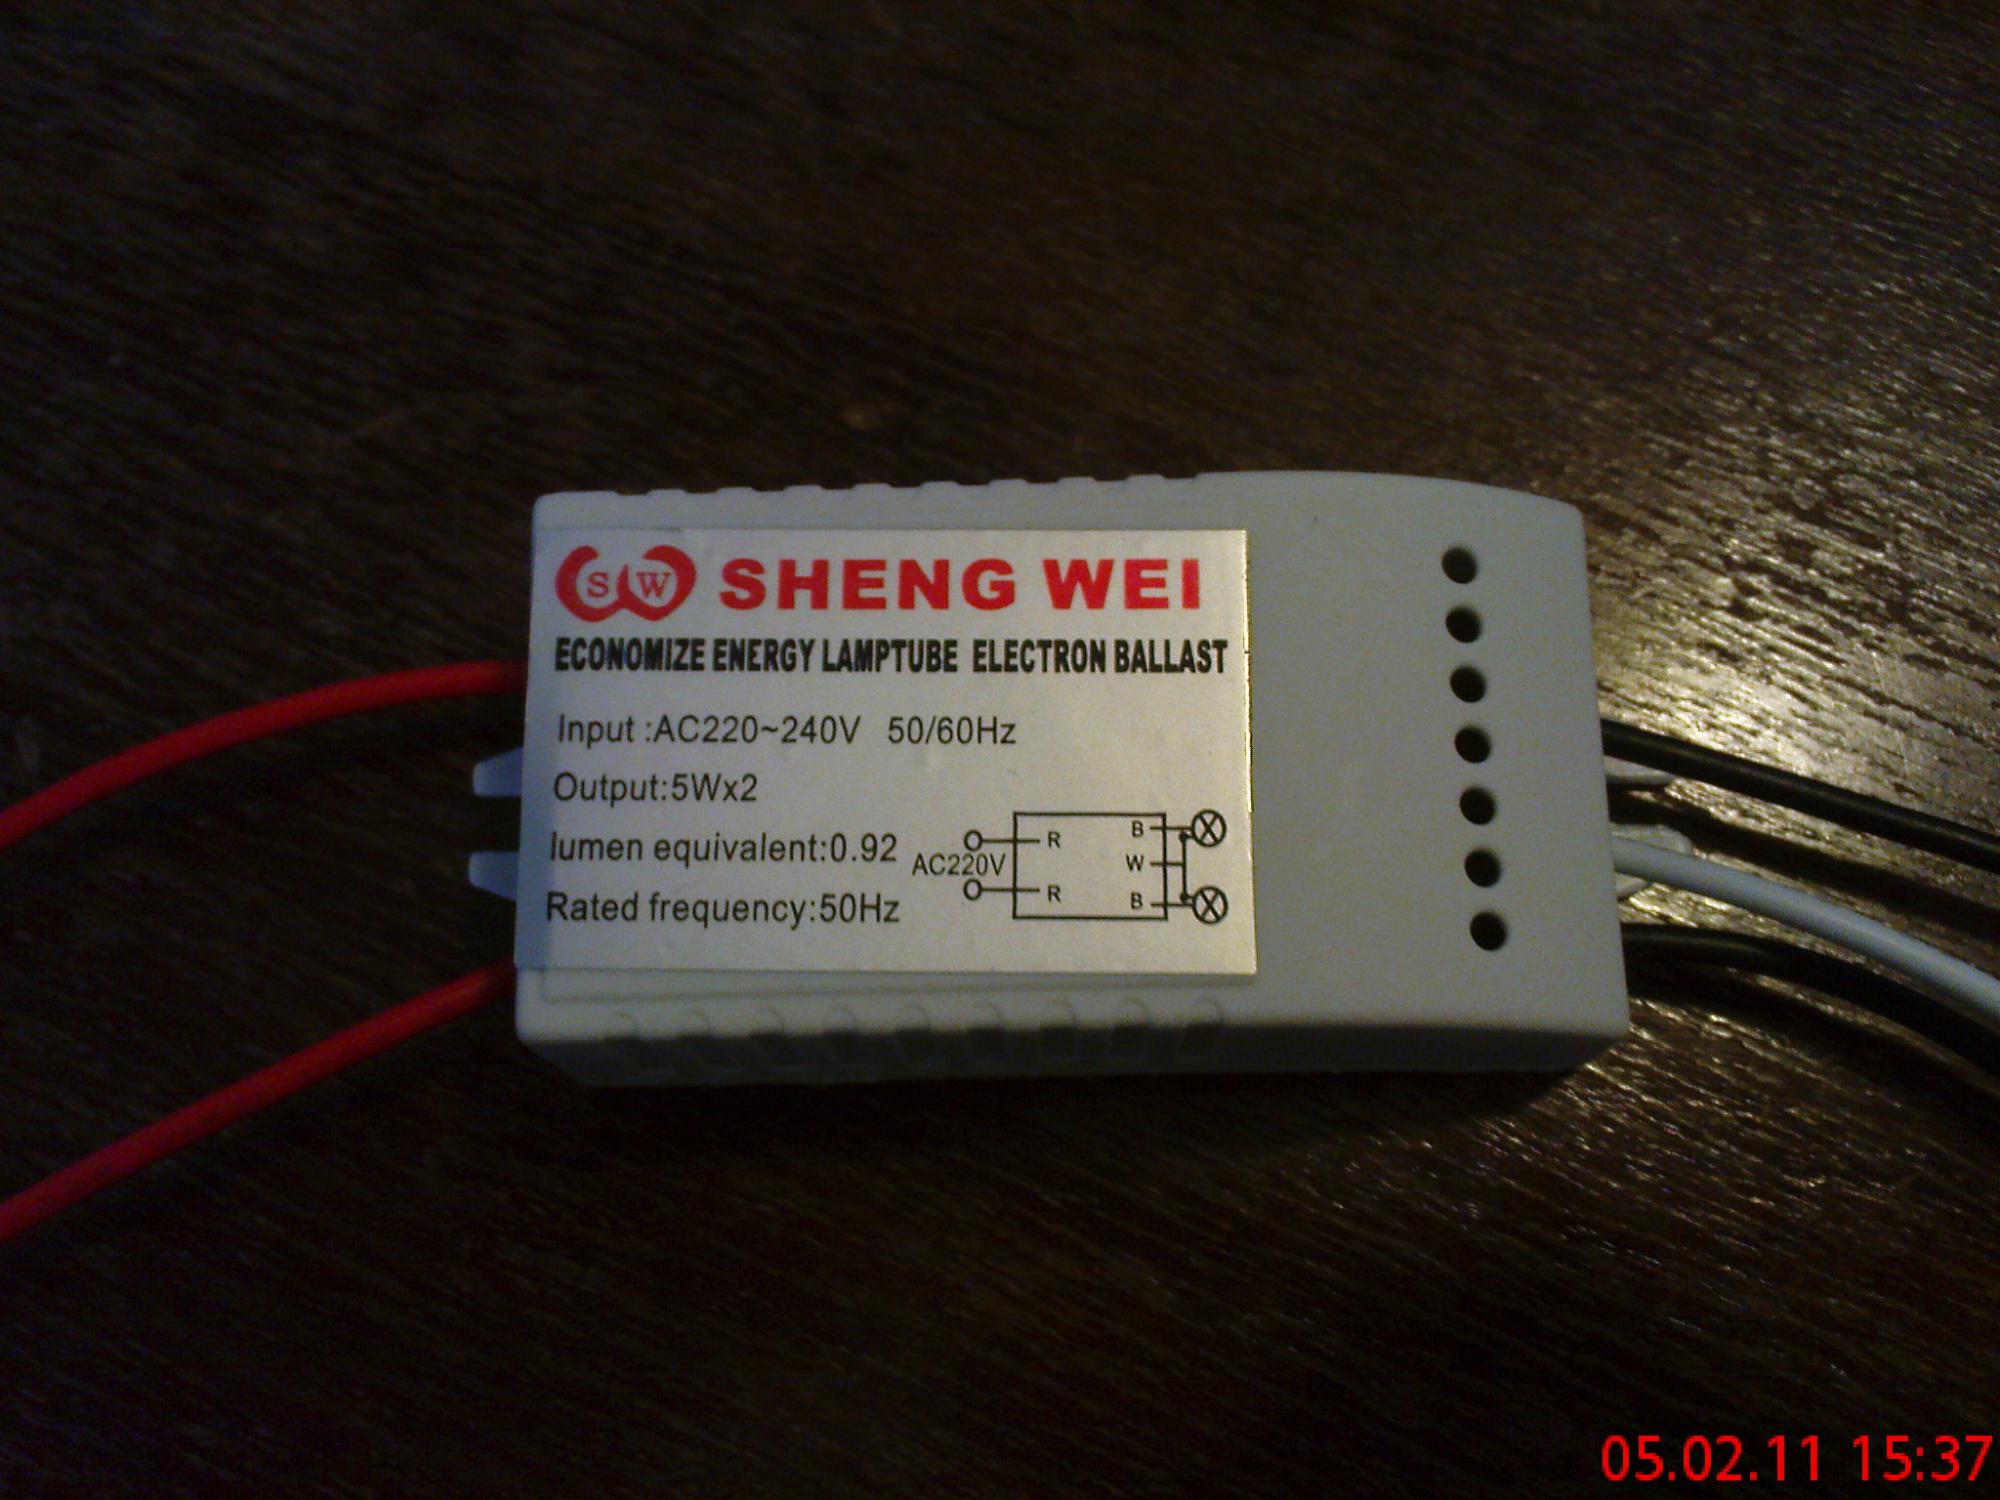 SW SHENG WEI
ECONOMIZE ENERGY LAMPTUBE ELECTRON BALLAST
Input :AC220~240V 50/60Hz
Output:5Wx2
lumen equivalent:0.92
Rated frequency:50Hz
AC220V
R
R
B
W
B
05.02.11 15:37